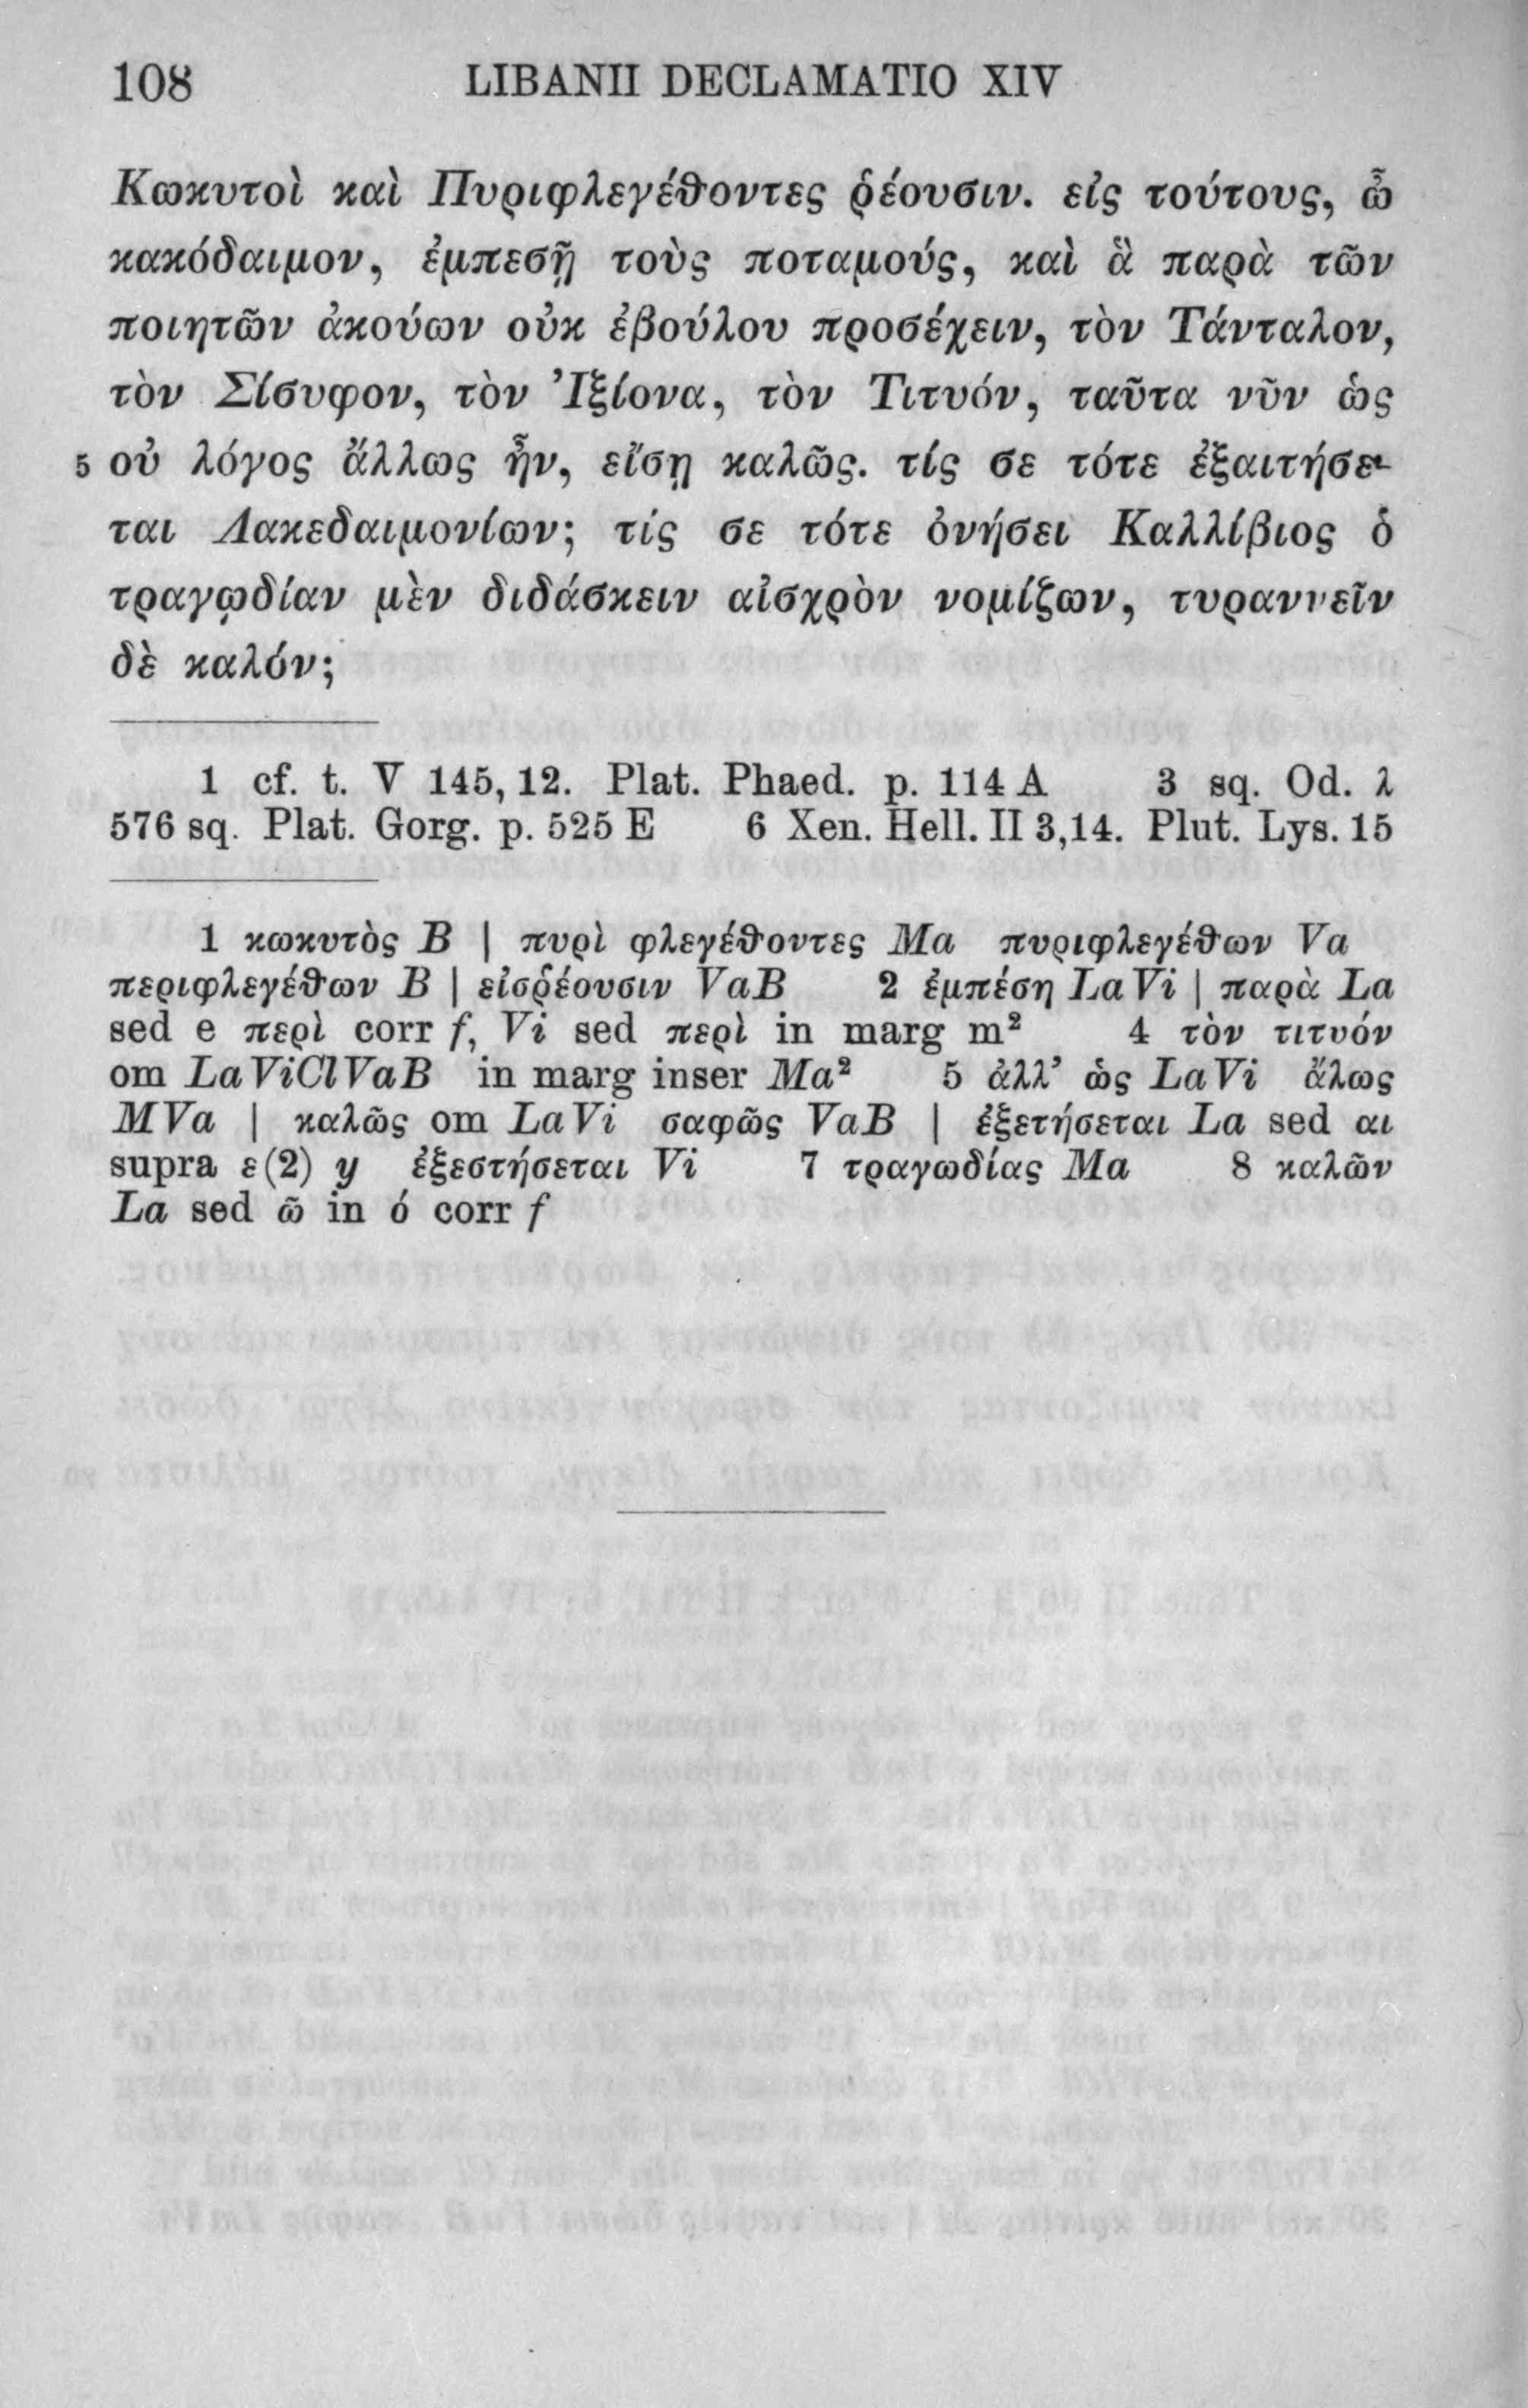 108 LIBANII DECLAMATIO XIV
Κωκυτοὶ καὶ Πυριφλεγέθοντες ῥέουσιν. εἰς τούτους, ὦ
κακόδαιμον, ἐμπεσῇ τοὺς ποταμούς, καὶ ἃ παρὰ τῶν
ποιητῶν ἀκούων οὐκ ἐβούλου προσέχειν, τὸν Τάνταλον,
τὸν Σίσυφον, τὸν Ἰξίονα, τὸν Τιτυόν, ταῦτα νῦν ὡς
5 οὐ λόγος ἄλλως ἦν, εἴσῃ καλῶς. τίς σε τότε ἐξαιτήσε-
ται Λακεδαιμονίων; τίς σε τότε ὀνήσει Καλλίβιος ὁ
τραγῳδίαν μὲν διδάσκειν αἰσχρὸν νομίζων, τυραννεῖν
δὲ καλόν;
1 cf. t. V 145, 12. Plat. Phaed. p. 114 A 3 sq. Od. λ
576 sq. Plat. Gorg. p. 525 E 6 Xen. Hell. II 3,14. Plut. Lys. 15
1 κωκυτὸς B | πυρὶ φλεγέθοντες Ma πυριφλεγέθων Va
περιφλεγέθων B | εἰσῥέουσιν VaB 2 ἐμπέση LaVi | παρὰ La
sed e περὶ corr f, Vi sed περὶ in marg m² 4 τὸν τιτυόν
om LaViClVaB in marg inser Ma² 5 ἀλλ’ ὡς LaVi ἄλως
MVa | καλῶς om LaVi σαφῶς VaB | ἐξετήσεται La sed αι
supra ε(2) y ἐξεστήσεται Vi 7 τραγωδίας Ma 8 καλῶν
La sed ῶ in ό corr f